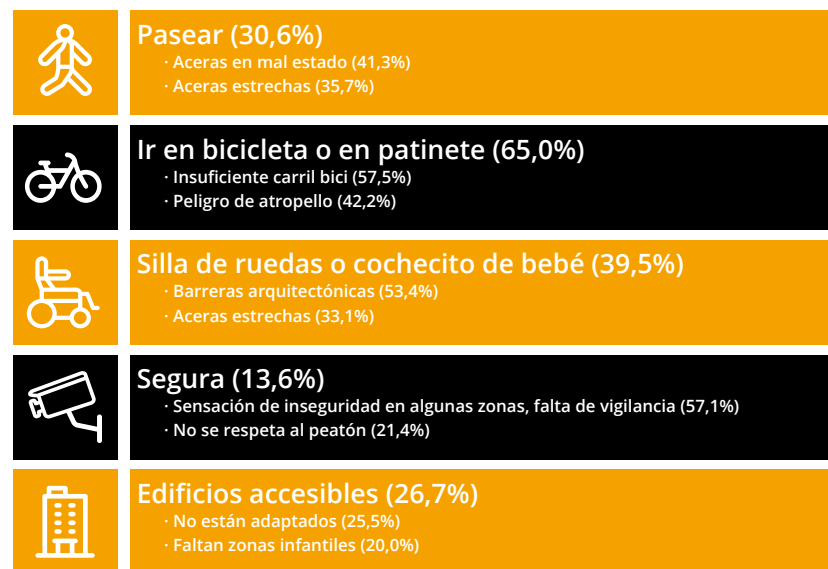 Pasear (30,6%)
· Aceras en mal estado (41,3%)
· Aceras estrechas (35,7%)
Ir en bicicleta o en patinete (65,0%)
· Insuficiente carril bici (57,5%)
· Peligro de atropello (42,2%)
Silla de ruedas o cochecito de bebé (39,5%)
· Barreras arquitectónicas (53,4%)
· Aceras estrechas (33,1%)
Segura (13,6%)
· Sensación de inseguridad en algunas zonas, falta de vigilancia (57,1%)
· No se respeta al peatón (21,4%)
Edificios accesibles (26,7%)
· No están adaptados (25,5%)
· Faltan zonas infantiles (20,0%)